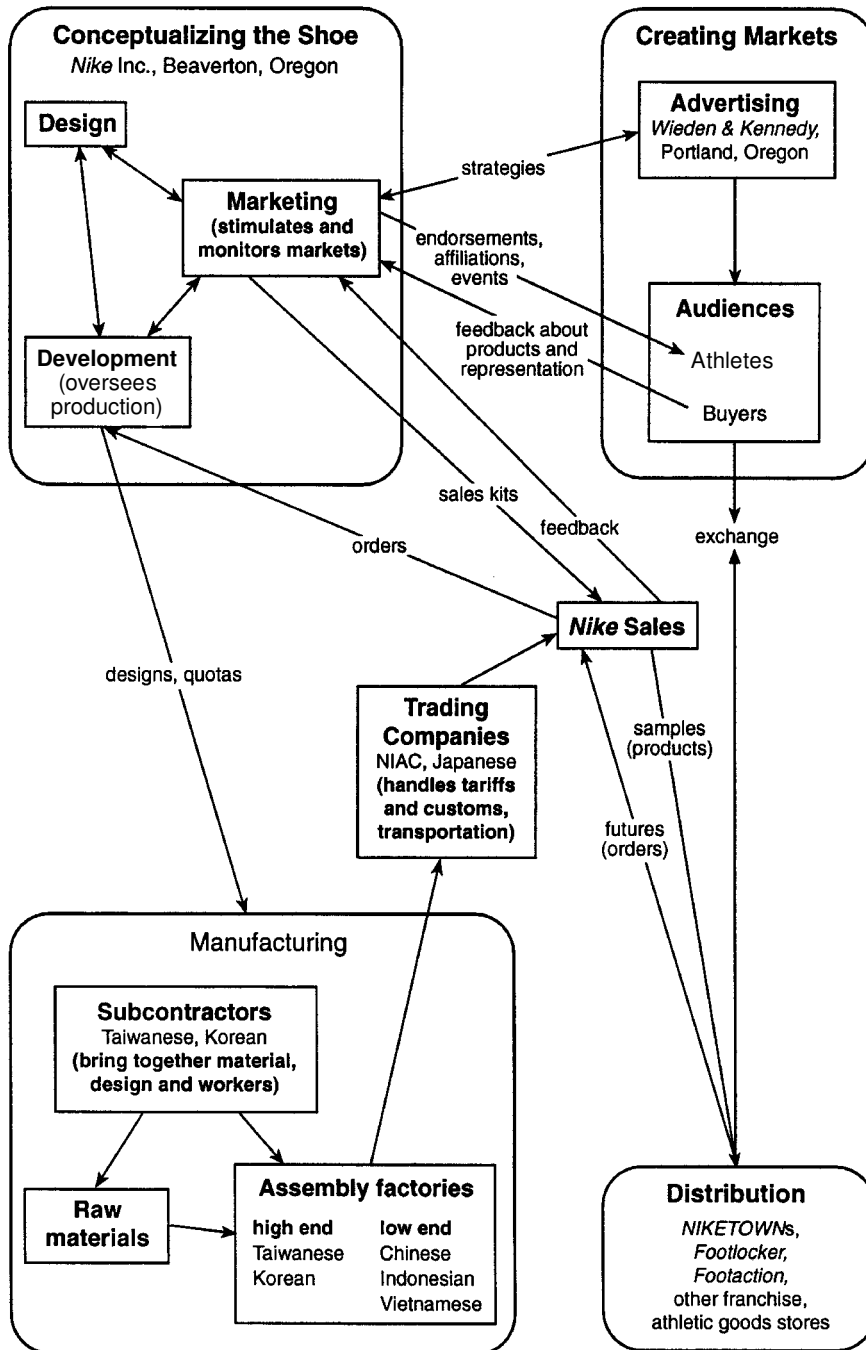 Conceptualizing the Shoe
Nike Inc., Beaverton, Oregon
Design
Marketing
(stimulates and
monitors markets)
Development
(oversees
production)
Creating Markets
Advertising
Wieden & Kennedy,
Portland, Oregon
Audiences
Athletes
Buyers
strategies
endorsements,
affiliations,
events
feedback about
products and
representation
sales kits
feedback
orders
exchange
Nike Sales
designs, quotas
Trading
Companies
NIAC, Japanese
(handles tariffs
and customs,
transportation)
samples
(products)
futures
(orders)
Manufacturing
Subcontractors
Taiwanese, Korean
(bring together material,
design and workers)
Raw
materials
Assembly factories
high end low end
Taiwanese Chinese
Korean Indonesian
Vietnamese
Distribution
NIKETOWNs,
Footlocker,
Footaction,
other franchise,
athletic goods stores